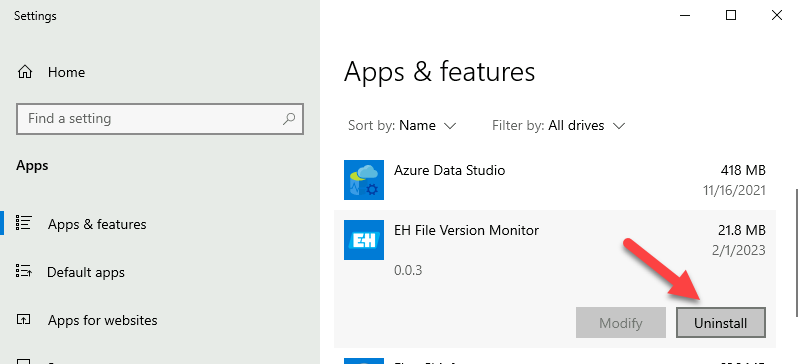 Settings
Home
Find a setting
Apps
Apps & features
Default apps
Apps for websites
Apps & features
Sort by: Name
Filter by: All drives
Azure Data Studio
418 MB
11/16/2021
EH
EH File Version Monitor
21.8 MB
2/1/2023
0.0.3
Modify
Uninstall